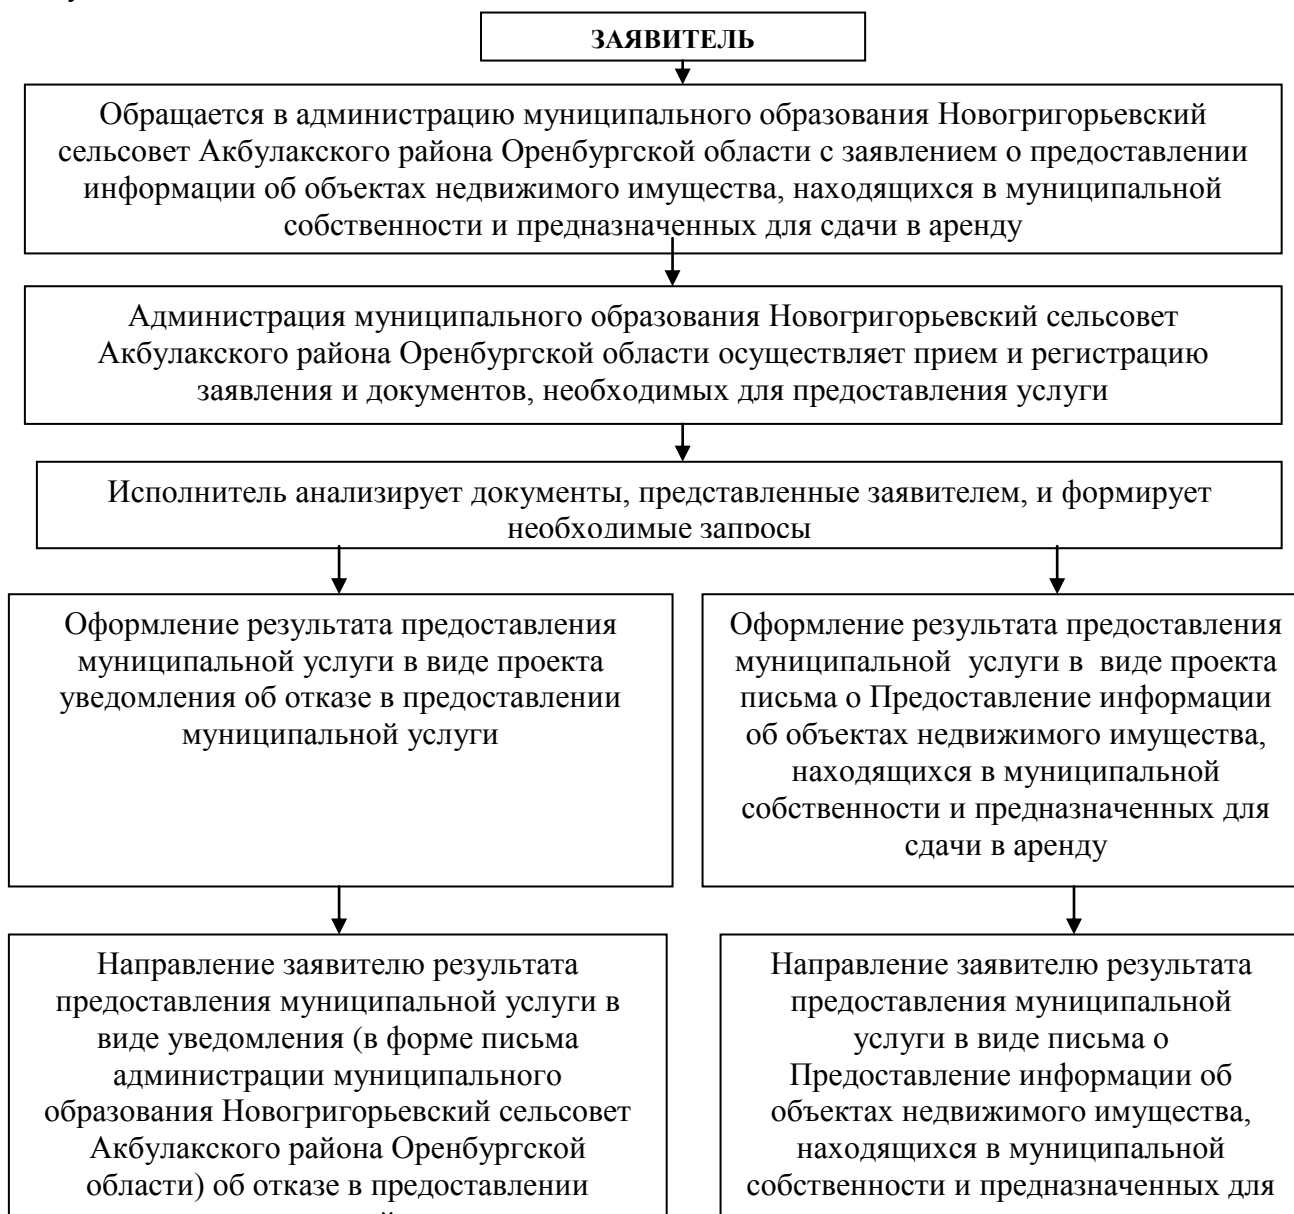 ЗАЯВИТЕЛЬ
Обращается в администрацию муниципального образования Новогригорьевский
сельсовет Акбулакского района Оренбургской области с заявлением о предоставлении
информации об объектах недвижимого имущества, находящихся в муниципальной
собственности и предназначенных для сдачи в аренду
Администрация муниципального образования Новогригорьевский сельсовет
Акбулакского района Оренбургской области осуществляет прием и регистрацию
заявления и документов, необходимых для предоставления услуги
Исполнитель анализирует документы, представленные заявителем, и формирует
необходимые запросы
Оформление результата предоставления
муниципальной услуги в виде проекта
уведомления об отказе в предоставлении
муниципальной услуги
Оформление результата предоставления
муниципальной услуги в виде проекта
письма о Предоставление информации
об объектах недвижимого имущества,
находящихся в муниципальной
собственности и предназначенных для
сдачи в аренду
Направление заявителю результата
предоставления муниципальной услуги в
виде уведомления (в форме письма
администрации муниципального
образования Новогригорьевский сельсовет
Акбулакского района Оренбургской
области) об отказе в предоставлении
Направление заявителю результата
предоставления муниципальной
услуги в виде письма о
Предоставление информации об
объектах недвижимого имущества,
находящихся в муниципальной
собственности и предназначенных для